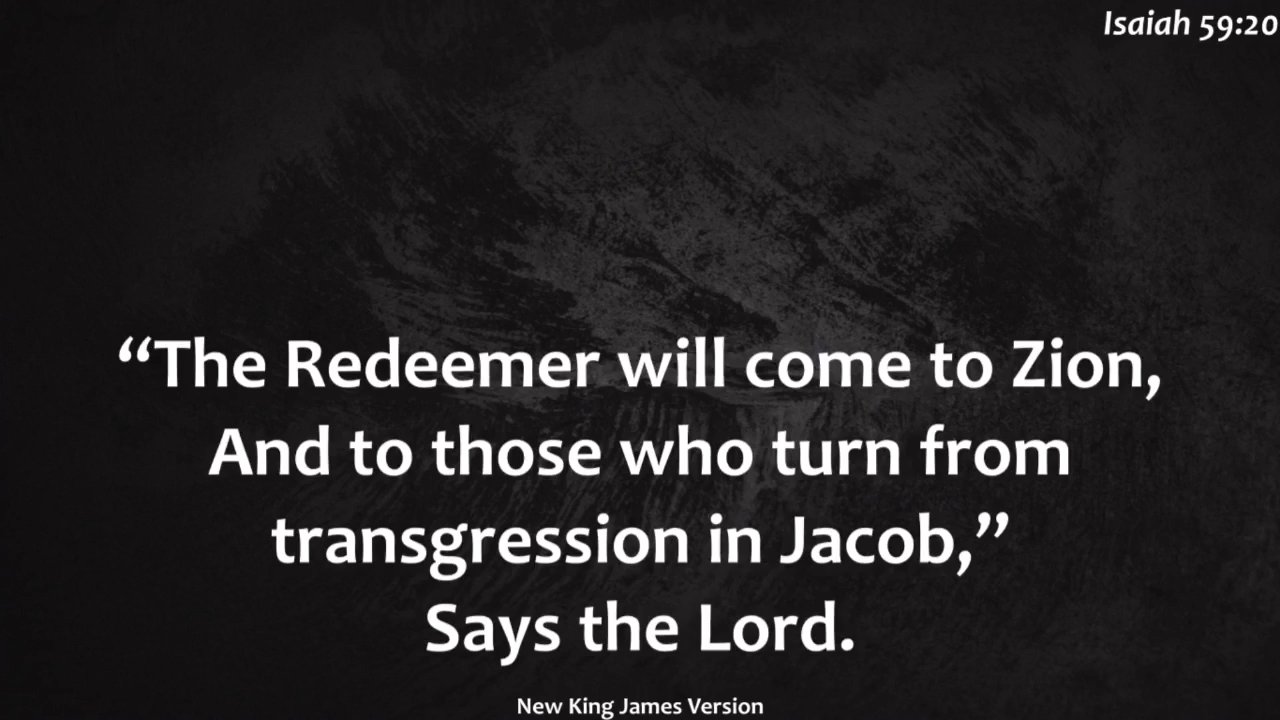 Isaiah 59:20
“The Redeemer will come to Zion,
And to those who turn from
transgression in Jacob,”
Says the Lord.
New King James Version